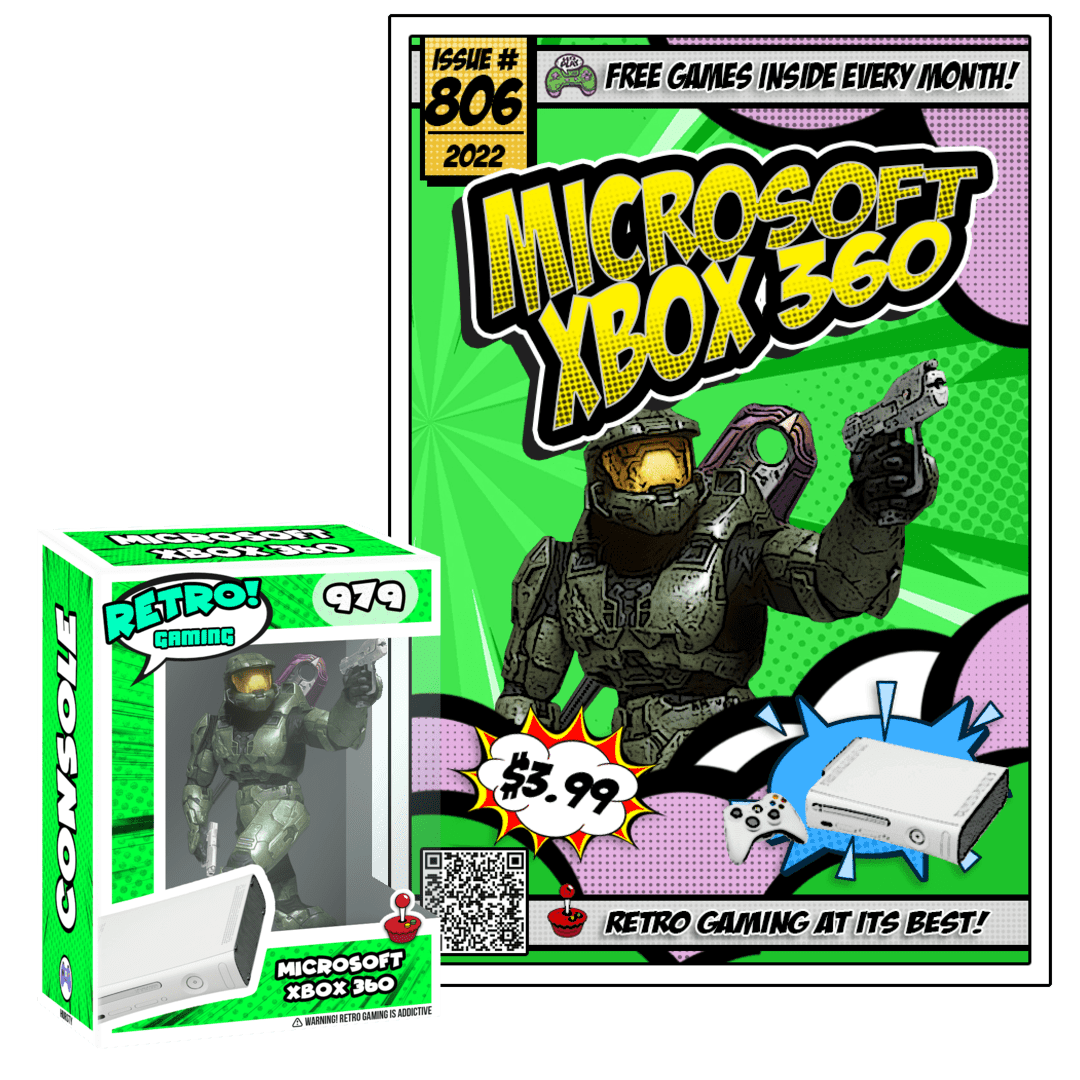 ISSUE #
806
2022
FREE GAMES INSIDE EVERY MONTH!
MICROSOFT
XBOX 360
$3.99
RETRO GAMING AT ITS BEST!
MICROSOFT
XBOX 360
RETRO!
GAMING
979
CONSOLE
MICROSOFT
XBOX 360
WARNING! RETRO GAMING IS ADDICTIVE